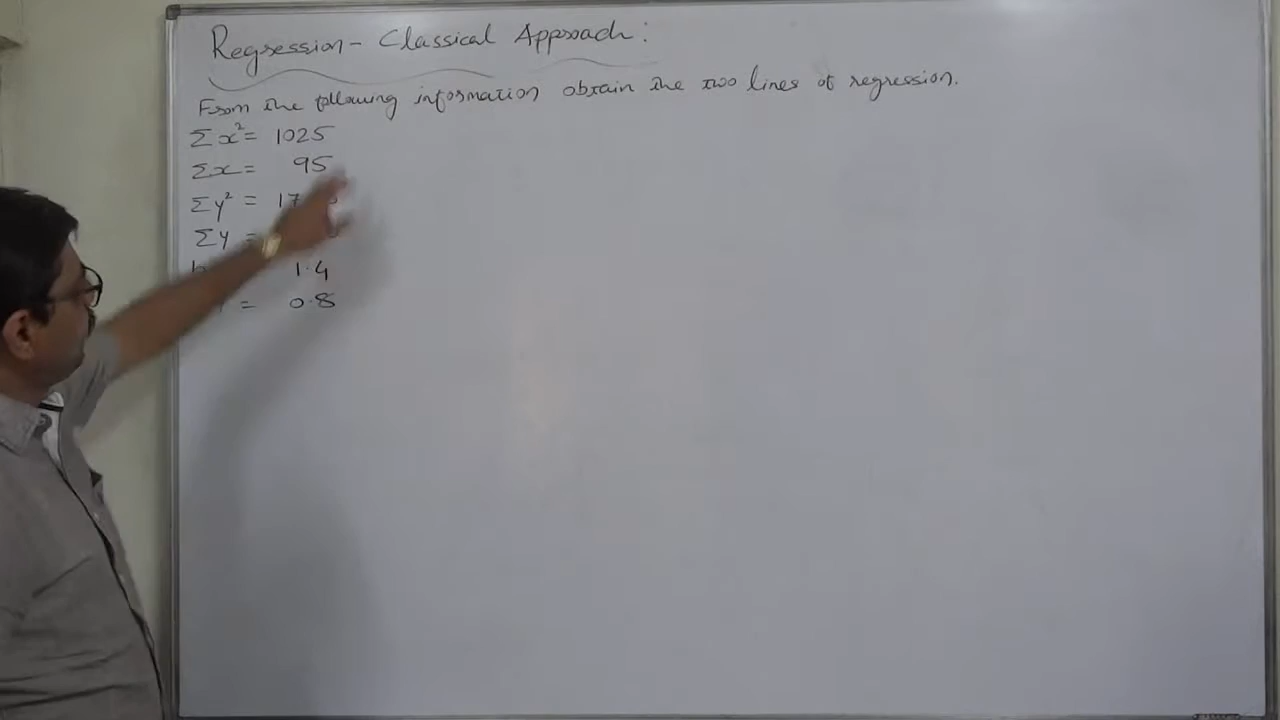 Regression - Classical Approach:
From the following information obtain the two lines of regression.
Σx² = 1025
Σx = 95
Σy² = 17
Σy =
1.4
= 0.8